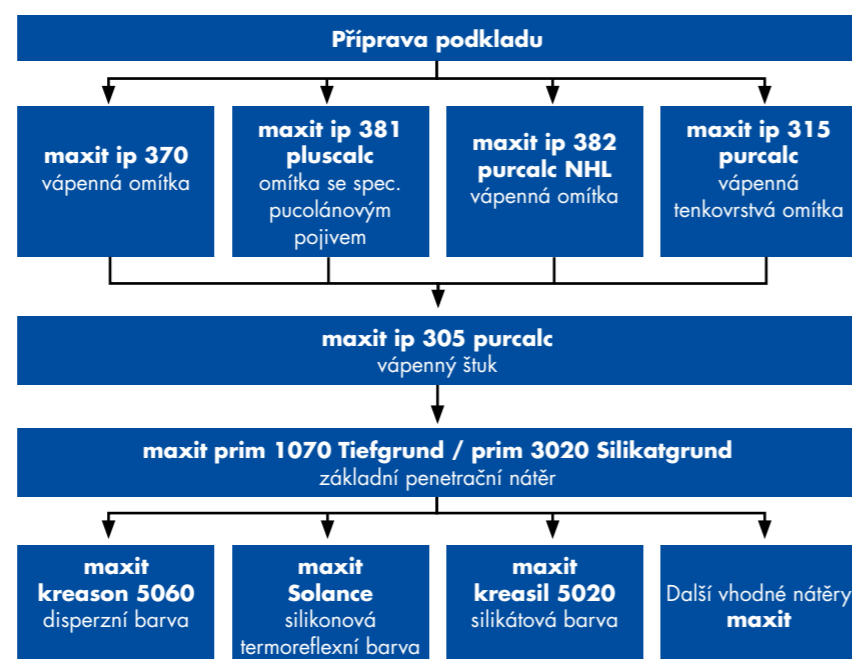 Příprava podkladu
maxit ip 370
vápenná omítka
maxit ip 381
pluscalc
omítka se spec.
pucolánovým
pojivem
maxit ip 382
purcalc NHL
vápenná omítka
maxit ip 315
purcalc
vápenná
tenkovrstvá omítka
maxit ip 305 purcalc
vápenný štuk
maxit prim 1070 Tiefgrund / prim 3020 Silikatgrund
základní penetrační nátěr
maxit
kreason 5060
disperzní barva
maxit
Solance
silikonová
termoreflexní barva
maxit
kreasil 5020
silikátová barva
Další vhodné nátěry
maxit